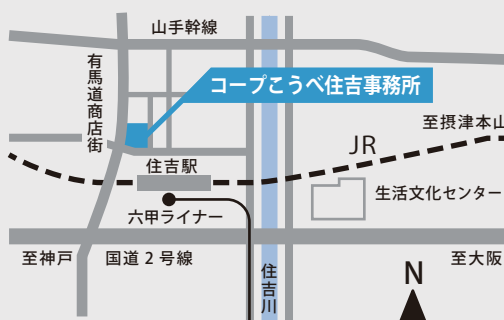 山手幹線
有馬道商店街
コープこうべ住吉事務所
至摂津本山
JR
住吉駅
生活文化センター
六甲ライナー
至神戸
国道2号線
住吉川
至大阪
N